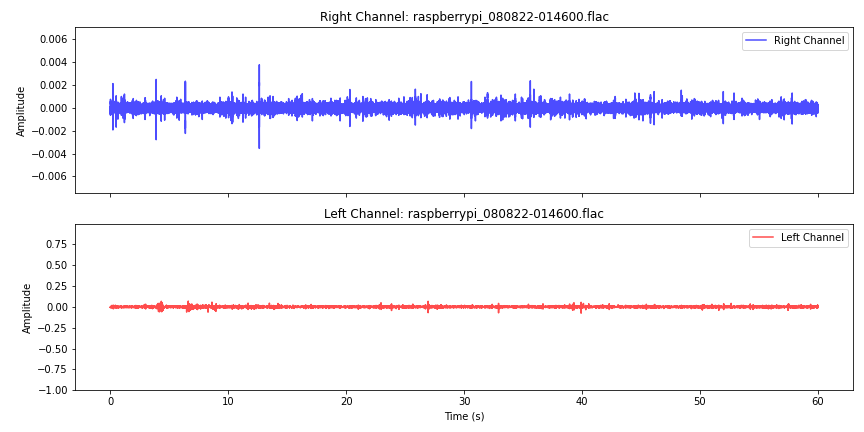 Right Channel: raspberrypi_080822-014600.flac
Right Channel
Amplitude
0.006
0.004
0.002
0.000
−0.002
−0.004
−0.006
Left Channel: raspberrypi_080822-014600.flac
Left Channel
Amplitude
0.75
0.50
0.25
0.00
−0.25
−0.50
−0.75
−1.00
0 10 20 30 40 50 60
Time (s)